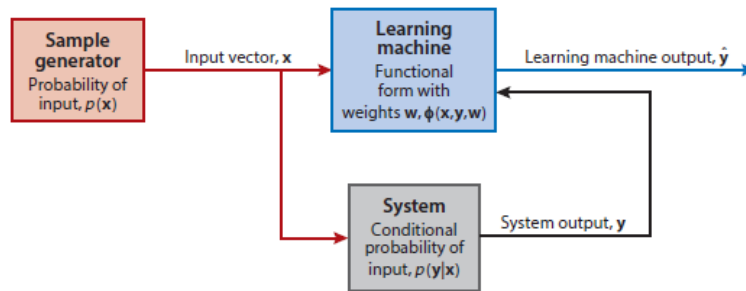 Sample
generator
Probability of
input, p(x)
Input vector, x
Learning
machine
Functional
form with
weights w, ϕ(x,y,w)
Learning machine output, ŷ
System
Conditional
probability of
input, p(y|x)
System output, y